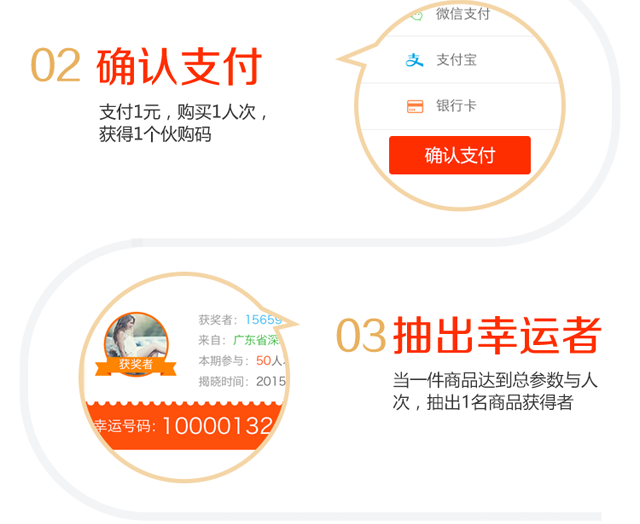 微信支付
02 确认支付
支付宝
支付1元，购买1人次，
获得1个伙购码
银行卡
确认支付
获奖者：15659
来自：广东省深
本期参与：50人
揭晓时间：2015
获奖者
幸运号码：10000132
03 抽出幸运者
当一件商品达到总参数与人
次，抽出1名商品获得者